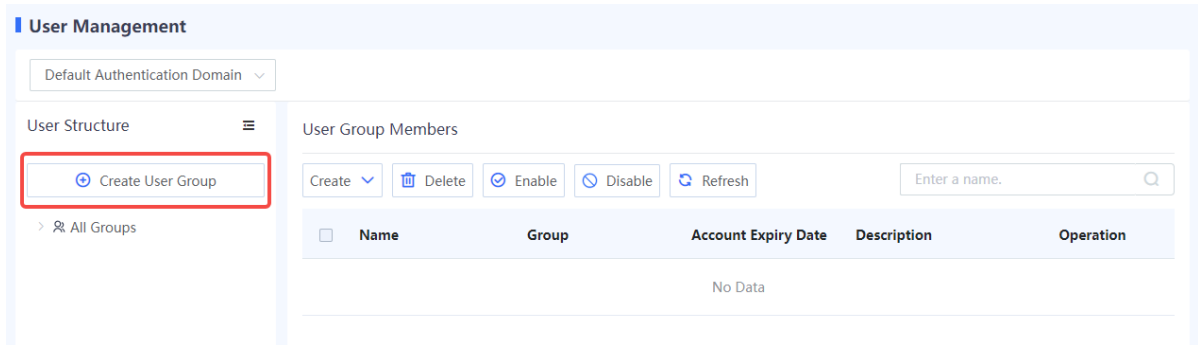 User Management
Default Authentication Domain
User Structure
Create User Group
All Groups
User Group Members
Create Delete Enable Disable Refresh Enter a name.
Name Group Account Expiry Date Description Operation
No Data